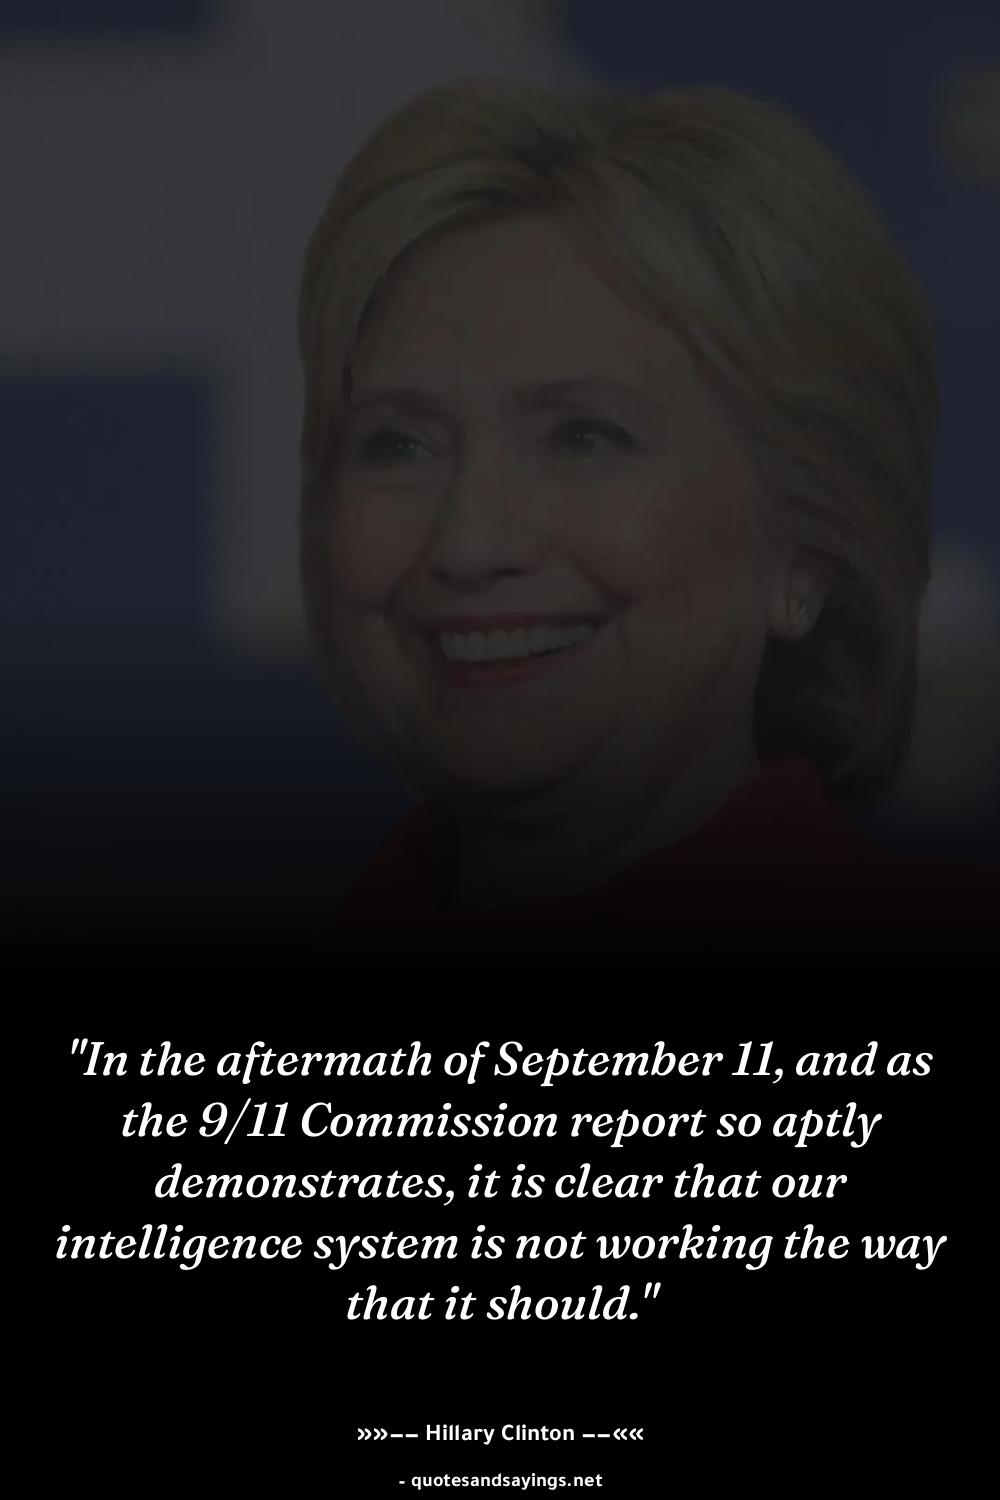 "In the aftermath of September 11, and as
the 9/11 Commission report so aptly
demonstrates, it is clear that our
intelligence system is not working the way
that it should."
»»−− Hillary Clinton −−««
- quotesandsayings.net